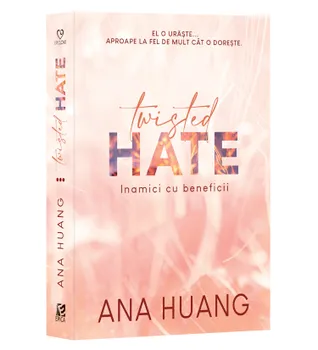 EL O URĂȘTE...
APROAPE LA FEL DE MULT CÂT O DOREȘTE.
twisted
HATE
Inamici cu beneficii
ANA HUANG
twisted HATE
ANA HUANG